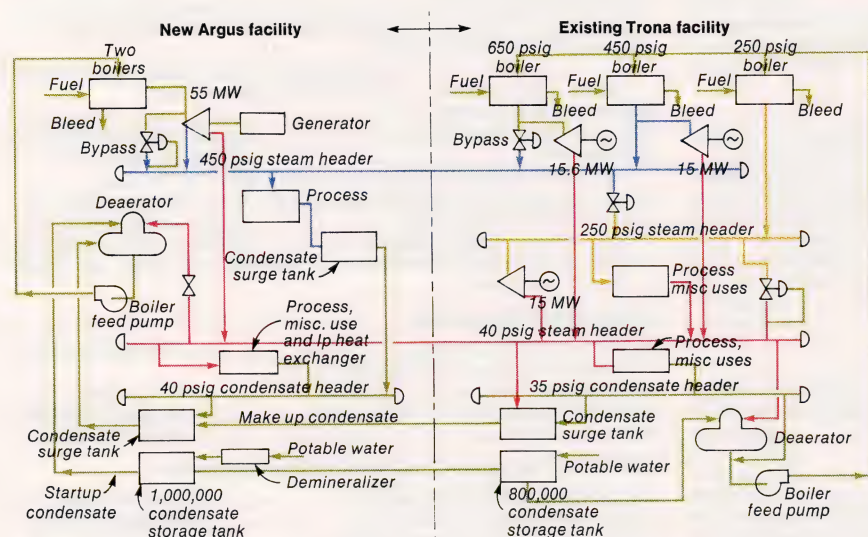 New Argus facility
Existing Trona facility
Two
boilers
Fuel
Bleed
55 MW
Generator
Bypass
450 psig steam header
Process
Deaerator
Condensate
surge tank
Boiler
feed pump
Process,
misc. use
and lp heat
exchanger
40 psig condensate header
Make up condensate
Condensate
surge tank
Potable water
Demineralizer
Startup
condensate
1,000,000
condensate
storage tank
650 psig
boiler
450 psig
boiler
250 psig
boiler
Fuel
Fuel
Fuel
Bleed
Bleed
Bleed
Bypass
15.6 MW
15 MW
250 psig steam header
15 MW
Process
misc uses
40 psig steam header
Process,
misc uses
35 psig condensate header
Condensate
surge tank
Deaerator
Potable water
800,000
condensate
storage tank
Boiler
feed pump